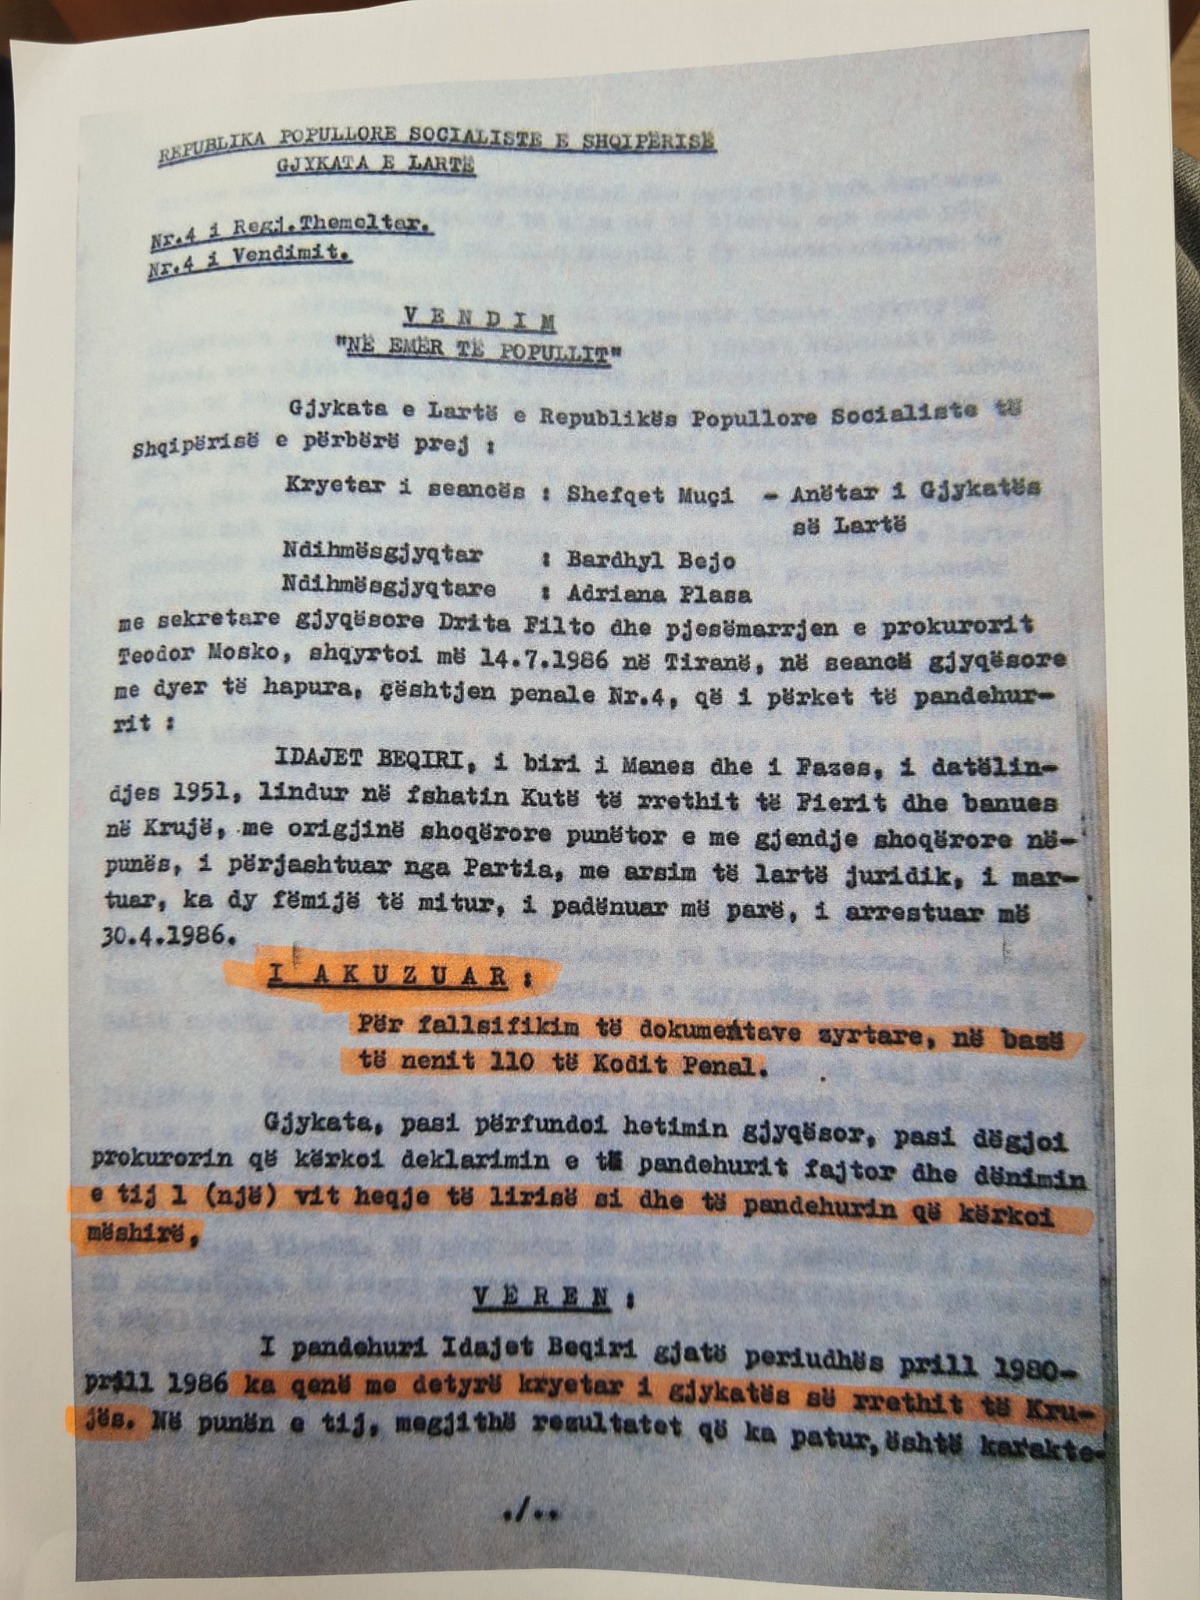 REPUBLIKA POPULLORE SOCIALISTE E SHQIPËRISË
GJYKATA E LARTË
Nr.4 i Regj.Themeltar.
Nr.4 i Vendimit.
V E N D I M
"NË EMËR TË POPULLIT"
Gjykata e Lartë e Republikës Popullore Socialiste të
Shqipërisë e përbërë prej :
Kryetar i seancës : Shefqet Muçi - Anëtar i Gjykatës
së Lartë
Ndihmësgjyqtar : Bardhyl Bejo
Ndihmësgjyqtare : Adriana Plasa
me sekretare gjyqësore Drita Filto dhe pjesëmarrjen e prokurorit
Teodor Mosko, shqyrtoi më 14.7.1986 në Tiranë, në seancë gjyqësore
me dyer të hapura, çështjen penale Nr.4, që i përket të pandehur-
rit :
IDAJET BEQIRI, i biri i Manes dhe i Fazes, i datëlin-
djes 1951, lindur në fshatin Kutë të rrethit të Fierit dhe banues
në Krujë, me origjinë shoqërore punëtor e me gjendje shoqërore në-
punës, i përjashtuar nga Partia, me arsim të lartë juridik, i mar-
tuar, ka dy fëmijë të mitur, i padënuar më parë, i arrestuar më
30.4.1986.
I  A K U Z U A R :
Për fallsifikim të dokumentave zyrtare, në bazë
të nenit 110 të Kodit Penal.
Gjykata, pasi përfundoi hetimin gjyqësor, pasi dëgjoi
prokurorin që kërkoi deklarimin e të pandehurit fajtor dhe dënimin
e tij 1 (një) vit heqje të lirisë si dhe të pandehurin që kërkoi
mëshirë,
V Ë R E N :
I pandehuri Idajet Beqiri gjatë periudhës prill 1980-
prill 1986 ka qenë me detyrë kryetar i gjykatës së rrethit të Kru-
jës. Në punën e tij, megjithë rezultatet që ka patur, është karakte-
./..